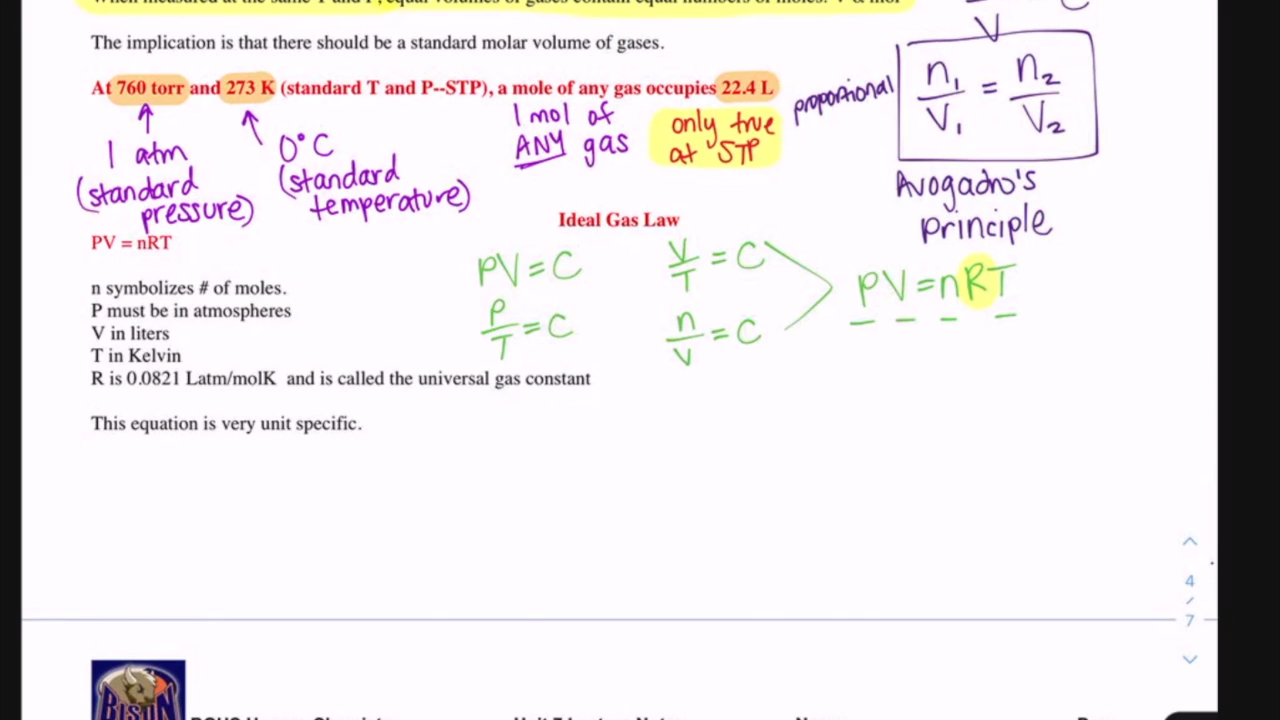 The implication is that there should be a standard molar volume of gases.
At 760 torr and 273 K (standard T and P--STP), a mole of any gas occupies 22.4 L
1 atm
(standard
pressure)
0°C
(standard
temperature)
1 mol of
ANY gas
only true
at STP
proportional
n₁/V₁ = n₂/V₂
Avogadro's
principle
Ideal Gas Law
PV = nRT
PV = C
P/T = C
V/T = C
n/V = C
PV = nRT
n symbolizes # of moles.
P must be in atmospheres
V in liters
T in Kelvin
R is 0.0821 Latm/molK and is called the universal gas constant
This equation is very unit specific.
4
/
7
BISON